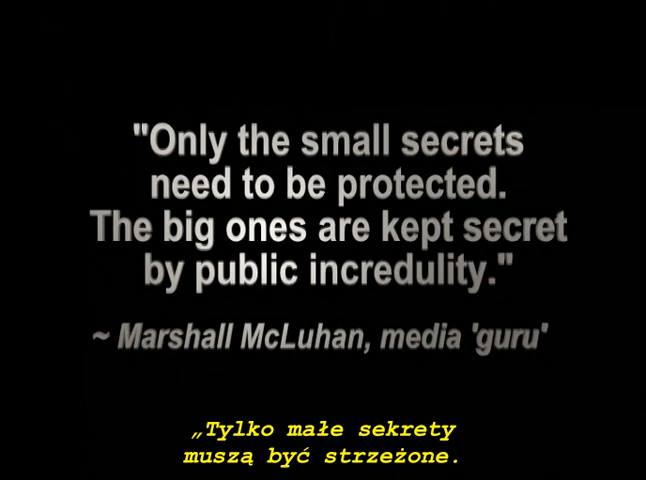 "Only the small secrets
need to be protected.
The big ones are kept secret
by public incredulity."
~ Marshall McLuhan, media 'guru'
„Tylko małe sekrety
muszą być strzeżone.